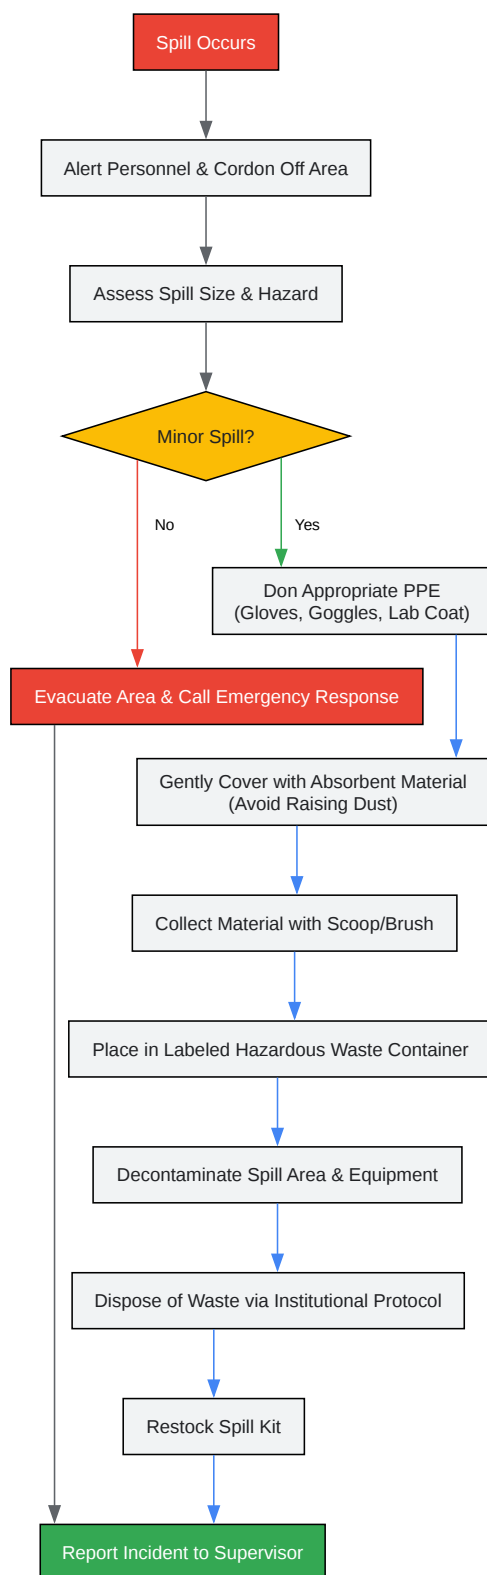 Spill Occurs
Alert Personnel & Cordon Off Area
Assess Spill Size & Hazard
Minor Spill?
No
Yes
Don Appropriate PPE
(Gloves, Goggles, Lab Coat)
Evacuate Area & Call Emergency Response
Gently Cover with Absorbent Material
(Avoid Raising Dust)
Collect Material with Scoop/Brush
Place in Labeled Hazardous Waste Container
Decontaminate Spill Area & Equipment
Dispose of Waste via Institutional Protocol
Restock Spill Kit
Report Incident to Supervisor